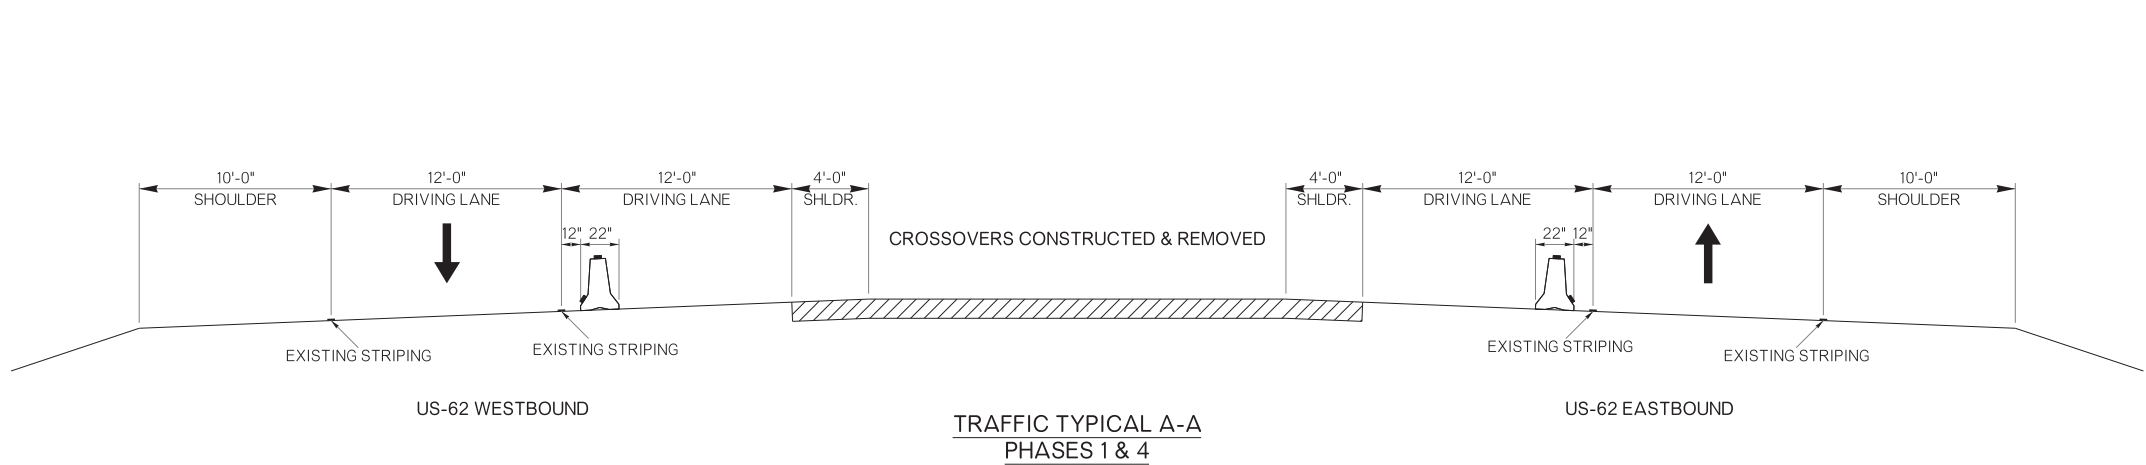 10'-0" 12'-0" 12'-0" 4'-0" 4'-0" 12'-0" 12'-0" 10'-0"
SHOULDER DRIVING LANE DRIVING LANE SHLDR. SHLDR. DRIVING LANE DRIVING LANE SHOULDER
12" 22" CROSSOVERS CONSTRUCTED & REMOVED 22" 12"
EXISTING STRIPING EXISTING STRIPING EXISTING STRIPING EXISTING STRIPING
US-62 WESTBOUND US-62 EASTBOUND
TRAFFIC TYPICAL A-A
PHASES 1 & 4